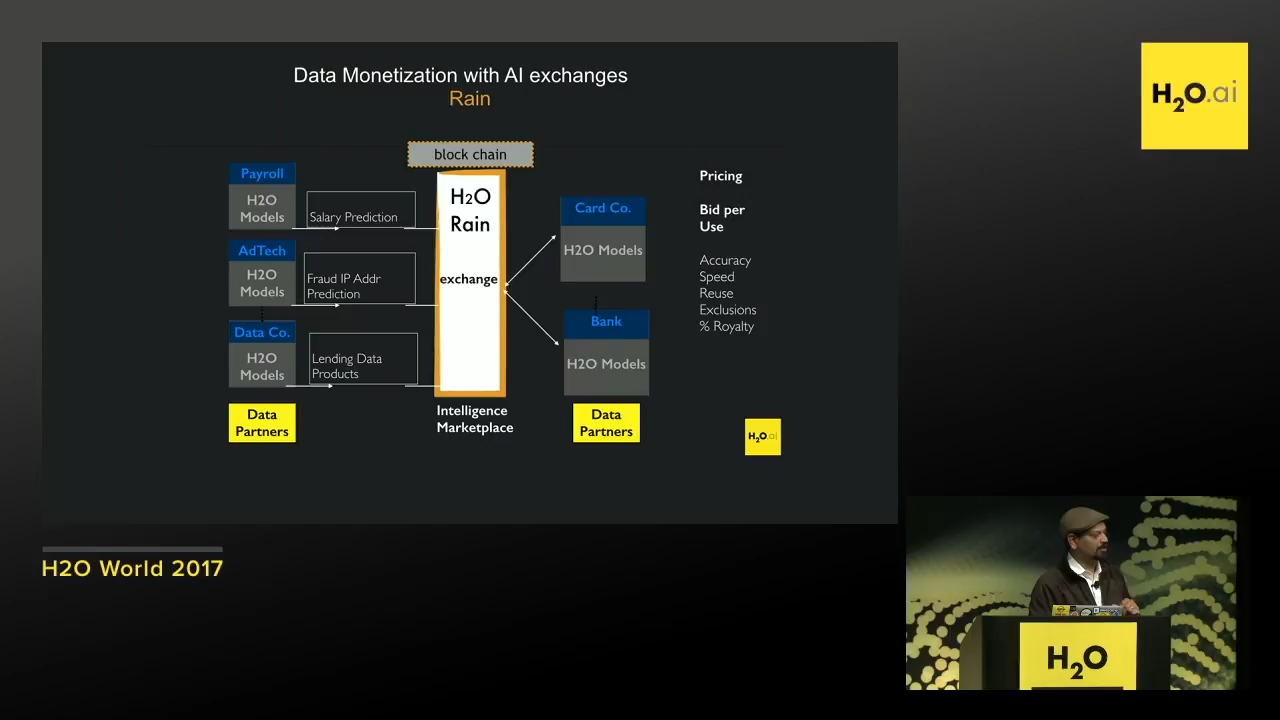 Data Monetization with AI exchanges
Rain
block chain
Payroll
H2O
Models
Salary Prediction
AdTech
H2O
Models
Fraud IP Addr
Prediction
Data Co.
H2O
Models
Lending Data
Products
Data
Partners
H2O
Rain
exchange
Intelligence
Marketplace
Card Co.
H2O Models
Bank
H2O Models
Data
Partners
Pricing
Bid per
Use
Accuracy
Speed
Reuse
Exclusions
% Royalty
H2O.ai
H2O.ai
H2O World 2017
H2O